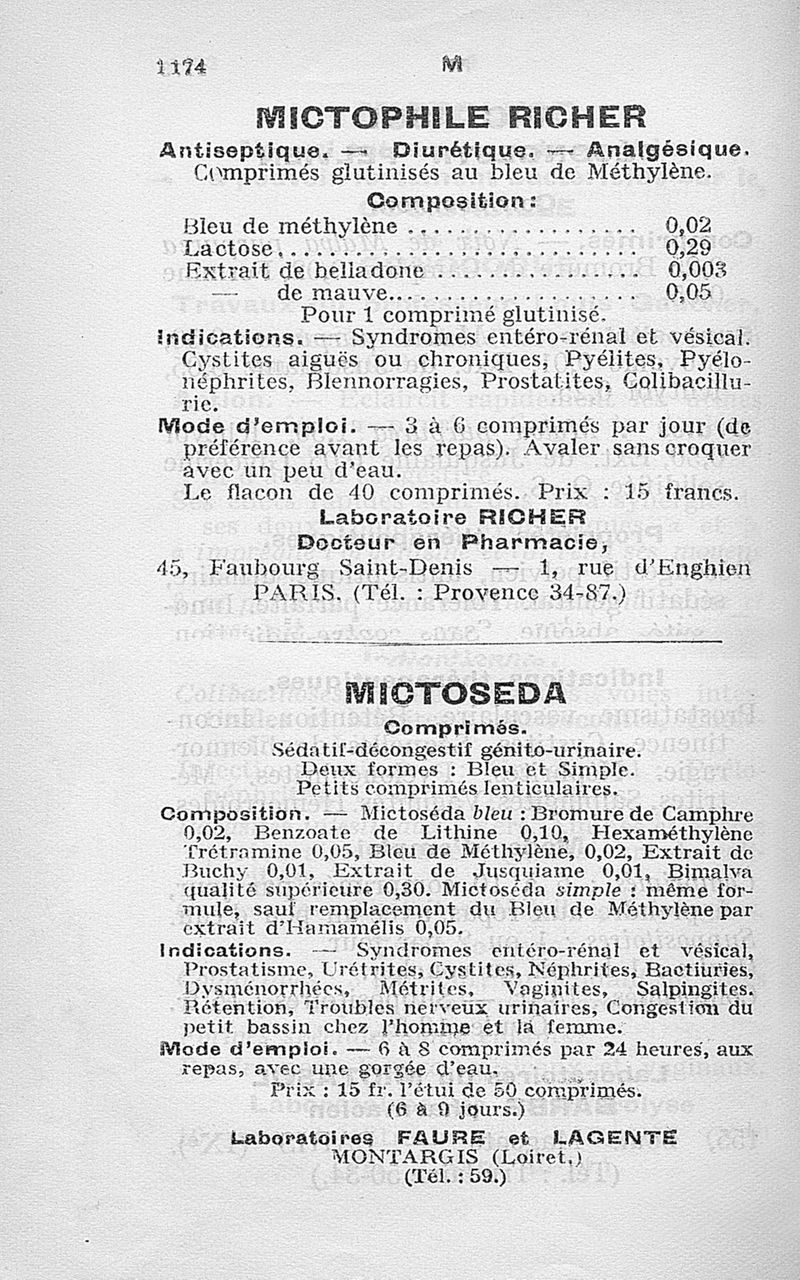 1174 M
MICTOPHILE RICHER
Antiseptique. — Diurétique. — Analgésique.
Comprimés glutinisés au bleu de Méthylène.
Composition :
Bleu de méthylène .................. 0,02
Lactose............................. 0,29
Extrait de belladone ............... 0,003
— de mauve.................... 0,05
Pour 1 comprimé glutinisé.
Indications. — Syndromes entéro-rénal et vésical.
Cystites aiguës ou chroniques, Pyélites, Pyélo-
néphrites, Blennorragies, Prostatites, Colibacillu-
rie.
Mode d'emploi. — 3 à 6 comprimés par jour (de
préférence avant les repas). Avaler sans croquer
avec un peu d'eau.
Le flacon de 40 comprimés. Prix : 15 francs.
Laboratoire RICHER
Docteur en Pharmacie,
45, Faubourg Saint-Denis — 1, rue d'Enghien
PARIS. (Tél. : Provence 34-87.)
MICTOSEDA
Comprimés.
Sédatif-décongestif génito-urinaire.
Deux formes : Bleu et Simple.
Petits comprimés lenticulaires.
Composition. — Mictoséda bleu : Bromure de Camphre
0,02, Benzoate de Lithine 0,10, Hexaméthylène
Trétramine 0,05, Bleu de Méthylène, 0,02, Extrait de
Buchy 0,01, Extrait de Jusquiame 0,01, Bimalva
qualité supérieure 0,30. Mictoséda simple : même for-
mule, sauf remplacement du Bleu de Méthylène par
extrait d'Hamamélis 0,05.
Indications. — Syndromes entéro-rénal et vésical,
Prostatisme, Urétrites, Cystites, Néphrites, Bactiuries,
Dysménorrhées, Métrites, Vaginites, Salpingites.
Rétention, Troubles nerveux urinaires, Congestion du
petit bassin chez l'homme et la femme.
Mode d'emploi. — 6 à 8 comprimés par 24 heures, aux
repas, avec une gorgée d'eau.
Prix : 15 fr. l'étui de 50 comprimés.
(6 à 9 jours.)
Laboratoires FAURE et LAGENTE
MONTARGIS (Loiret.)
(Tél. : 59.)